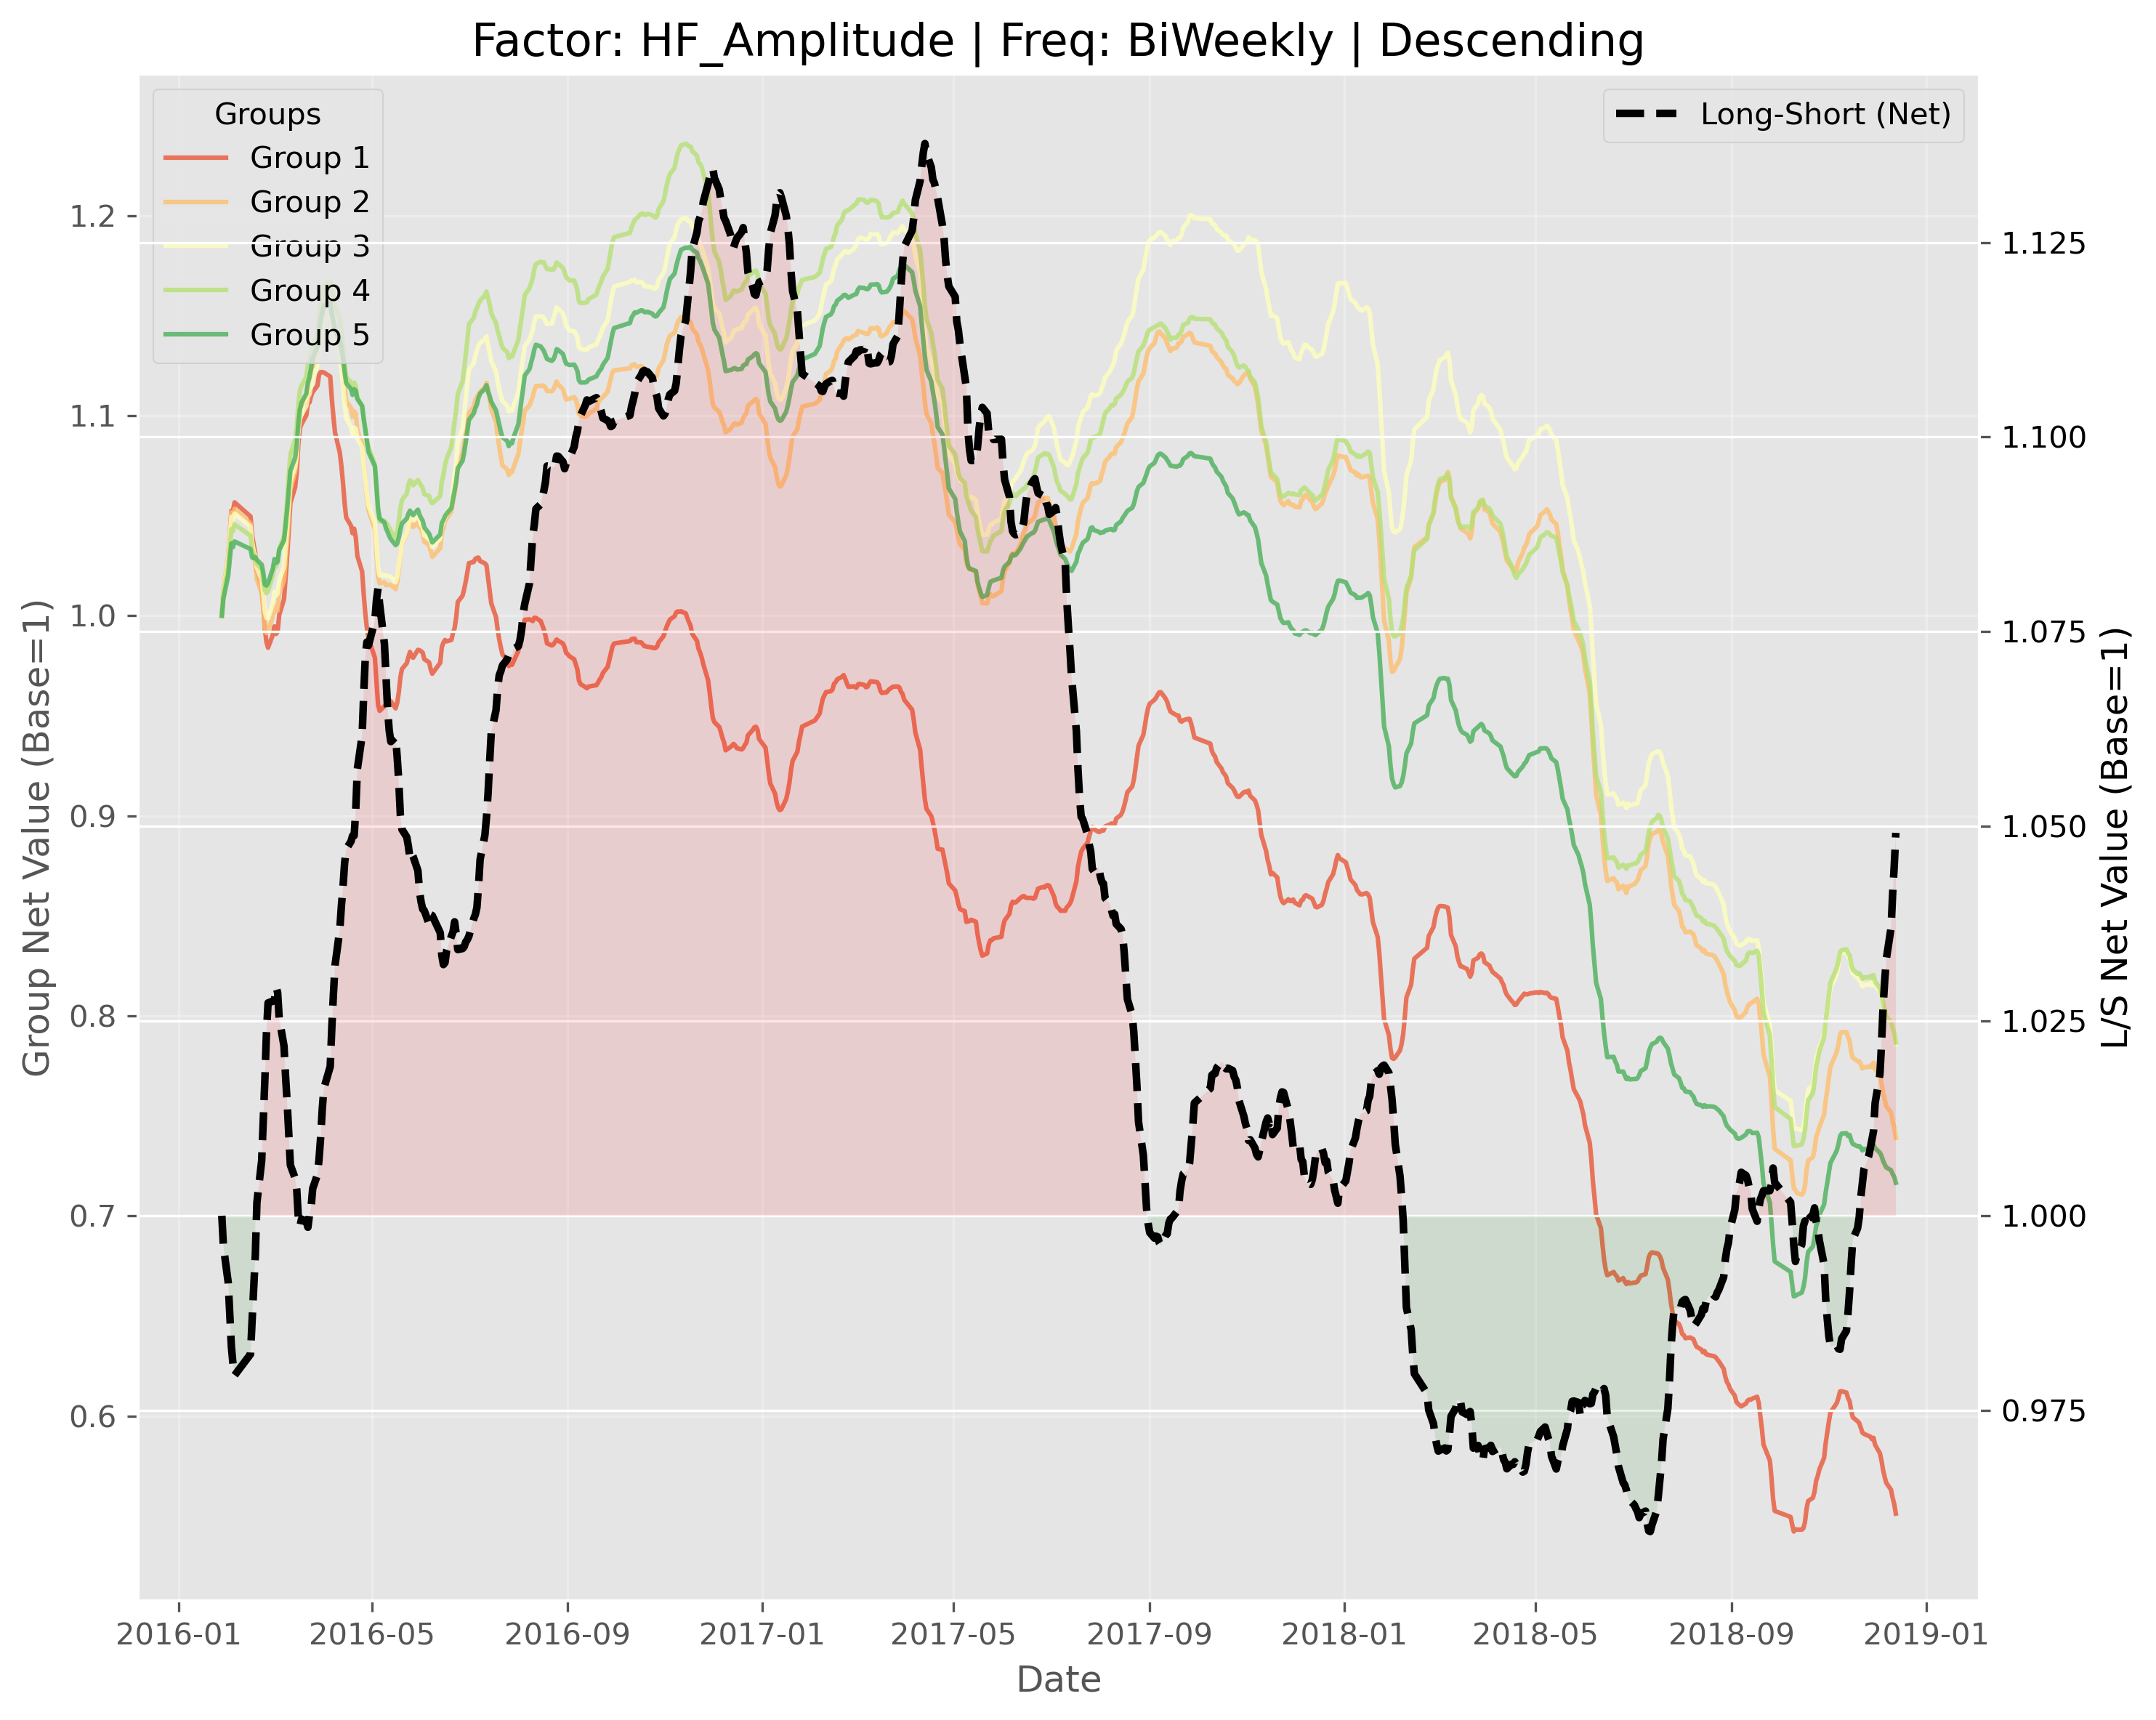 Factor: HF_Amplitude | Freq: BiWeekly | Descending
Groups
Group 1
Group 2
Group 3
Group 4
Group 5
Long-Short (Net)
Group Net Value (Base=1)
1.2
1.1
1.0
0.9
0.8
0.7
0.6
1.125
1.100
1.075
1.050
1.025
1.000
0.975
L/S Net Value (Base=1)
2016-01 2016-05 2016-09 2017-01 2017-05 2017-09 2018-01 2018-05 2018-09 2019-01
Date